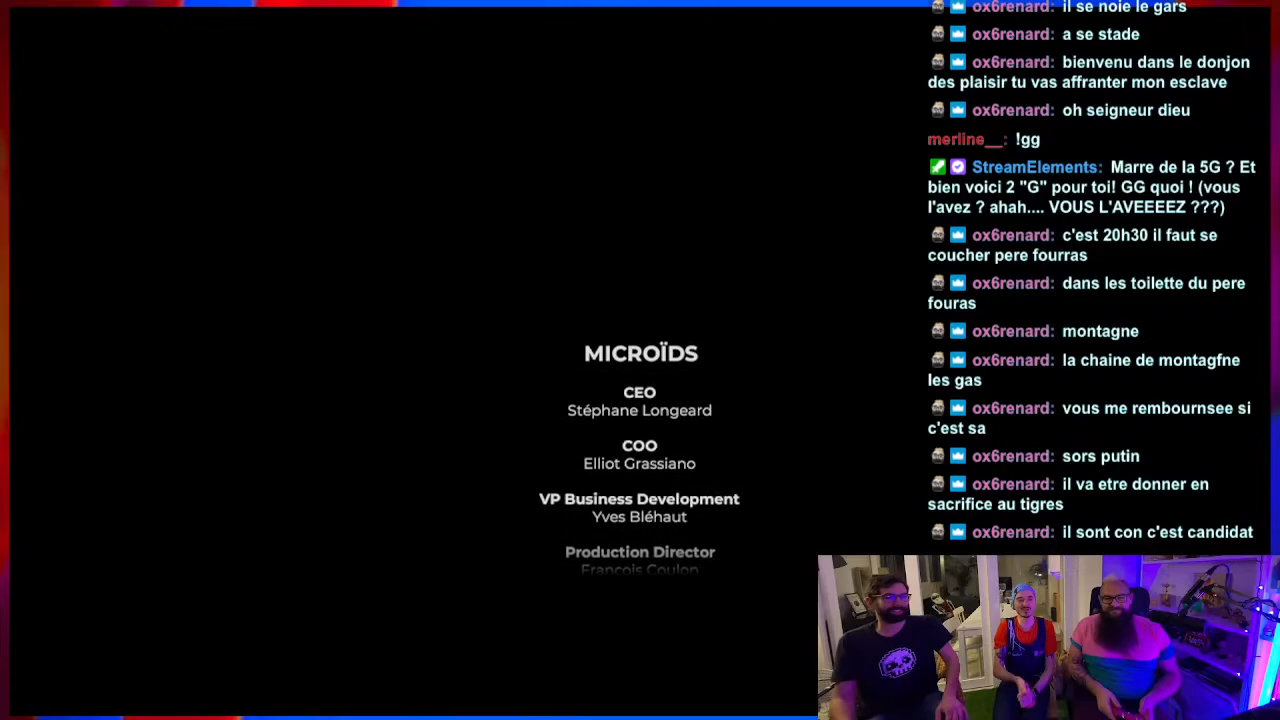 MICROÏDS
CEO
Stéphane Longeard
COO
Elliot Grassiano
VP Business Development
Yves Bléhaut
Production Director
François Coulon
ox6renard: il se noie le gars
ox6renard: a se stade
ox6renard: bienvenu dans le donjon
des plaisir tu vas affranter mon esclave
ox6renard: oh seigneur dieu
merline__: !gg
StreamElements: Marre de la 5G ? Et
bien voici 2 "G" pour toi! GG quoi ! (vous
l'avez ? ahah.... VOUS L'AVEEEEZ ???)
ox6renard: c'est 20h30 il faut se
coucher pere fourras
ox6renard: dans les toilette du pere
fouras
ox6renard: montagne
ox6renard: la chaine de montagfne
les gas
ox6renard: vous me rembournsee si
c'est sa
ox6renard: sors putin
ox6renard: il va etre donner en
sacrifice au tigres
ox6renard: il sont con c'est candidat